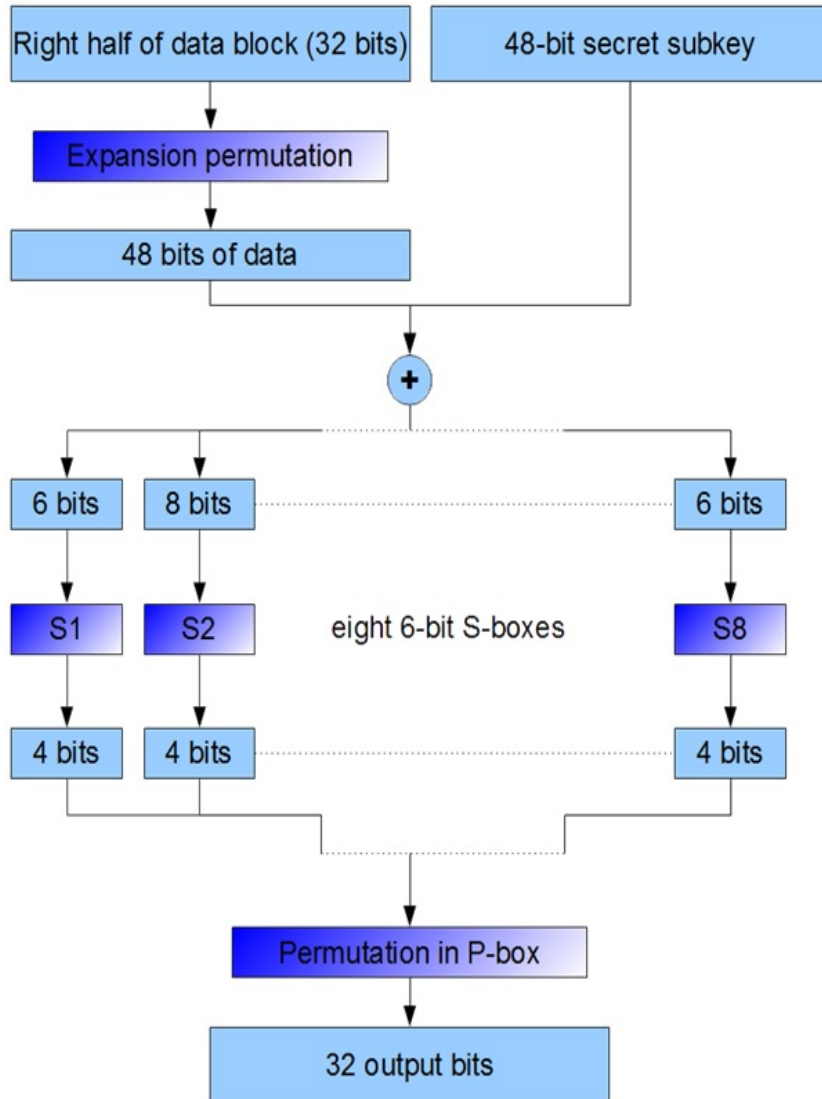 Right half of data block (32 bits)
48-bit secret subkey
Expansion permutation
48 bits of data
+
6 bits
8 bits
6 bits
S1
S2
eight 6-bit S-boxes
S8
4 bits
4 bits
4 bits
Permutation in P-box
32 output bits